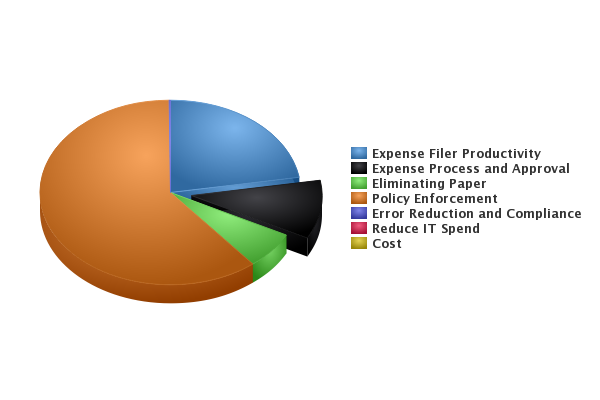 Expense Filer Productivity
Expense Process and Approval
Eliminating Paper
Policy Enforcement
Error Reduction and Compliance
Reduce IT Spend
Cost